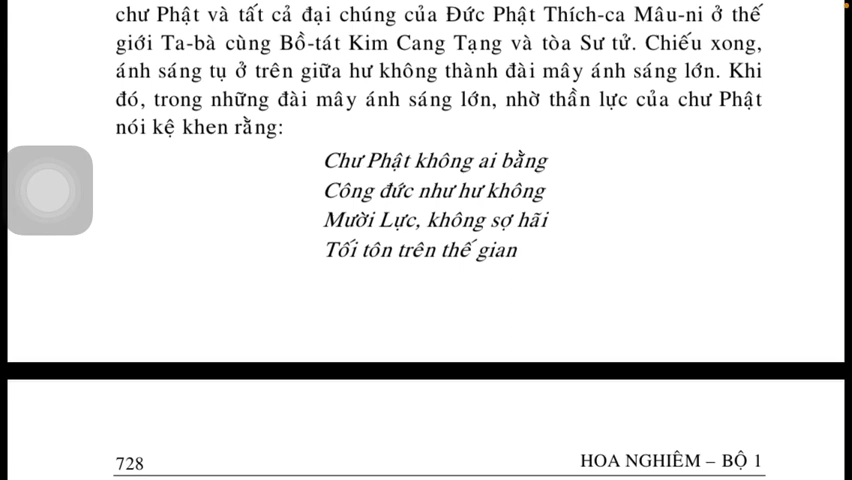 chư Phật và tất cả đại chúng của Đức Phật Thích-ca Mâu-ni ở thế
giới Ta-bà cùng Bồ-tát Kim Cang Tạng và tòa Sư tử. Chiếu xong,
ánh sáng tụ ở trên giữa hư không thành đài mây ánh sáng lớn. Khi
đó, trong những đài mây ánh sáng lớn, nhờ thần lực của chư Phật
nói kệ khen rằng:
Chư Phật không ai bằng
Công đức như hư không
Mười Lực, không sợ hãi
Tối tôn trên thế gian
728
HOA NGHIÊM – BỘ 1